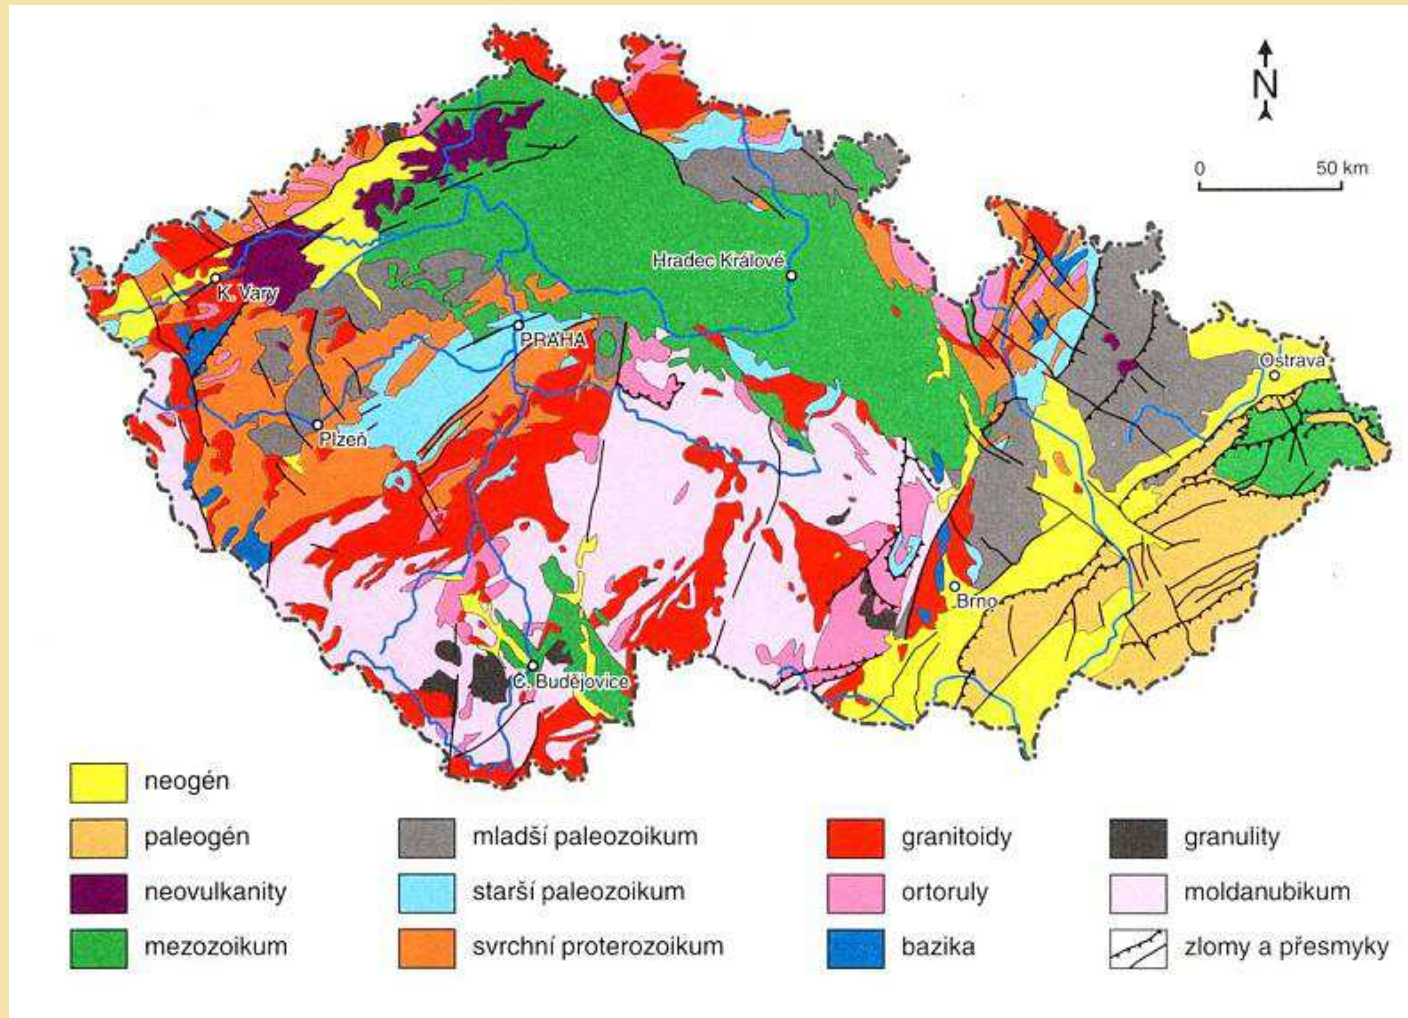 N
0 50 km
Hradec Králové
K. Vary
PRAHA
Ostrava
Plzeň
Brno
Č. Budějovice
neogén
paleogén
neovulkanity
mezozoikum
mladší paleozoikum
starší paleozoikum
svrchní proterozoikum
granitoidy
ortoruly
bazika
granulity
moldanubikum
zlomy a přesmyky